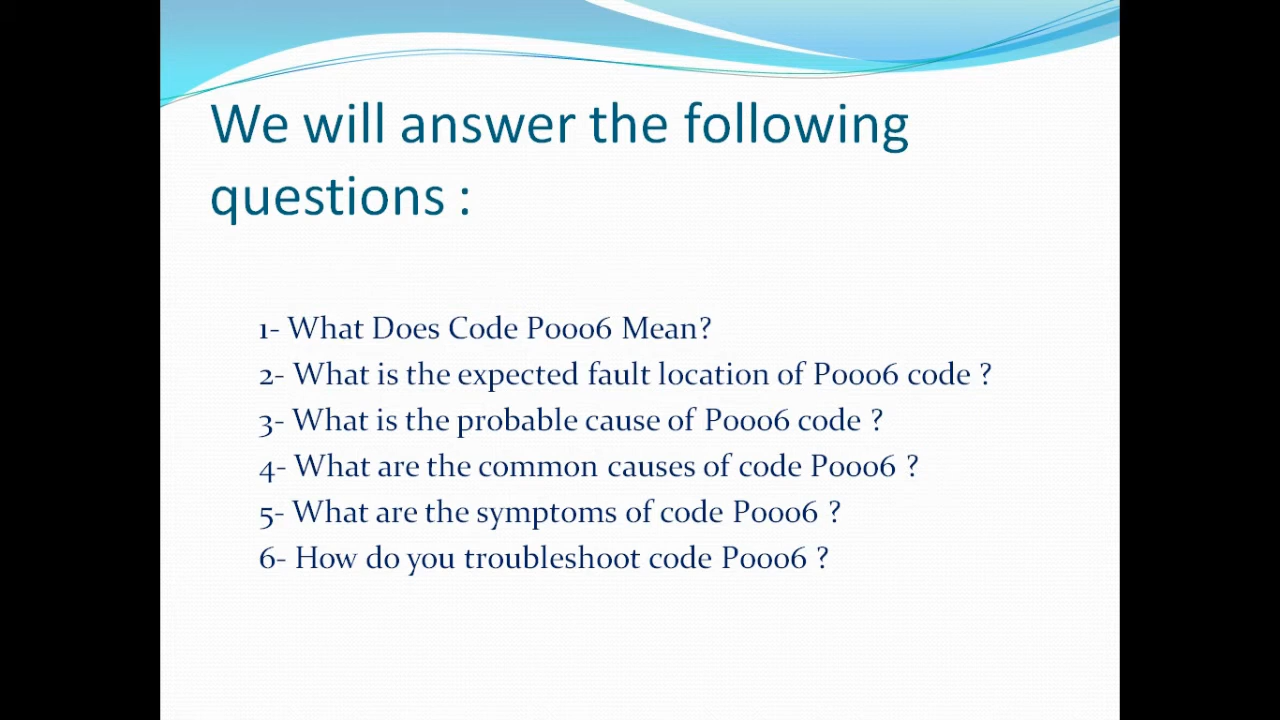 We will answer the following
questions :
1- What Does Code P0006 Mean?
2- What is the expected fault location of P0006 code ?
3- What is the probable cause of P0006 code ?
4- What are the common causes of code P0006 ?
5- What are the symptoms of code P0006 ?
6- How do you troubleshoot code P0006 ?